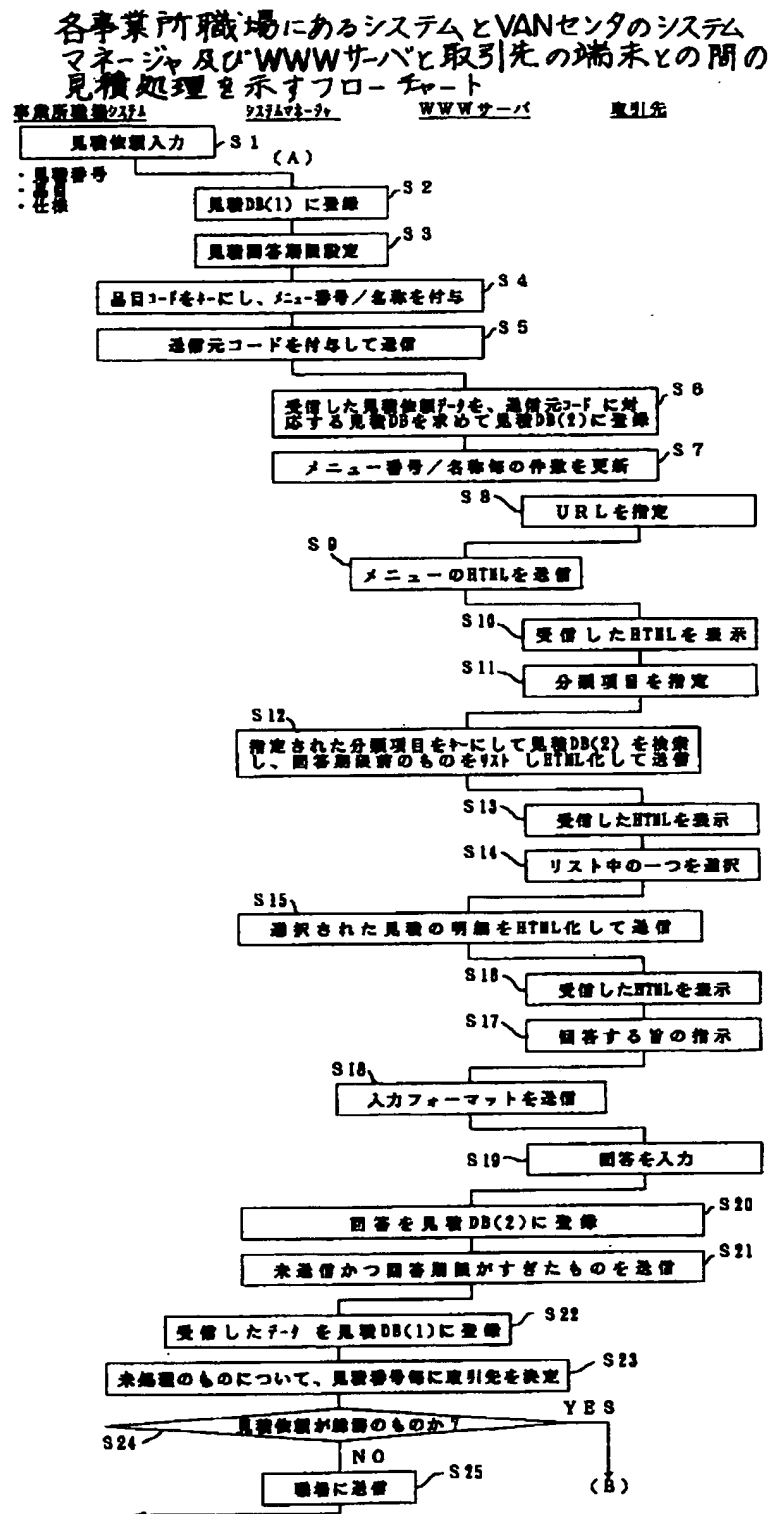 各事業所職場にあるシステムとVANセンタのシステム
マネージャ及びWWWサーバと取引先の端末との間の
見積処理を示すフローチャート
事業所職場システム システムマネージャ WWWサーバ 取引先
見積依頼入力 S1
(A)
・見積番号
・品目
・仕様
見積DB(1)に登録 S2
見積回答期限設定 S3
品目コードをキーにし、メニュー番号/名称を付与 S4
送信元コードを付与して送信 S5
受信した見積依頼データを、送信元コードに対 S6
応する見積DBを求めて見積DB(2)に登録
メニュー番号/名称毎の件数を更新 S7
S8 URLを指定
S9
メニューのHTMLを送信
S10 受信したHTMLを表示
S11 分類項目を指定
S12
指定された分類項目をキーにして見積DB(2)を検索
し、回答期限前のものをリストしHTML化して送信
S13 受信したHTMLを表示
S14 リスト中の一つを選択
S15
選択された見積の明細をHTML化して送信
S16 受信したHTMLを表示
S17 回答する旨の指示
S18
入力フォーマットを送信
S19 回答を入力
回答を見積DB(2)に登録 S20
未送信かつ回答期限がすぎたものを送信 S21
受信したデータを見積DB(1)に登録 S22
未処理のものについて、見積番号毎に取引先を決定 S23
見積依頼が総務のものか? YES
S24
NO
職場に送信 S25
(B)